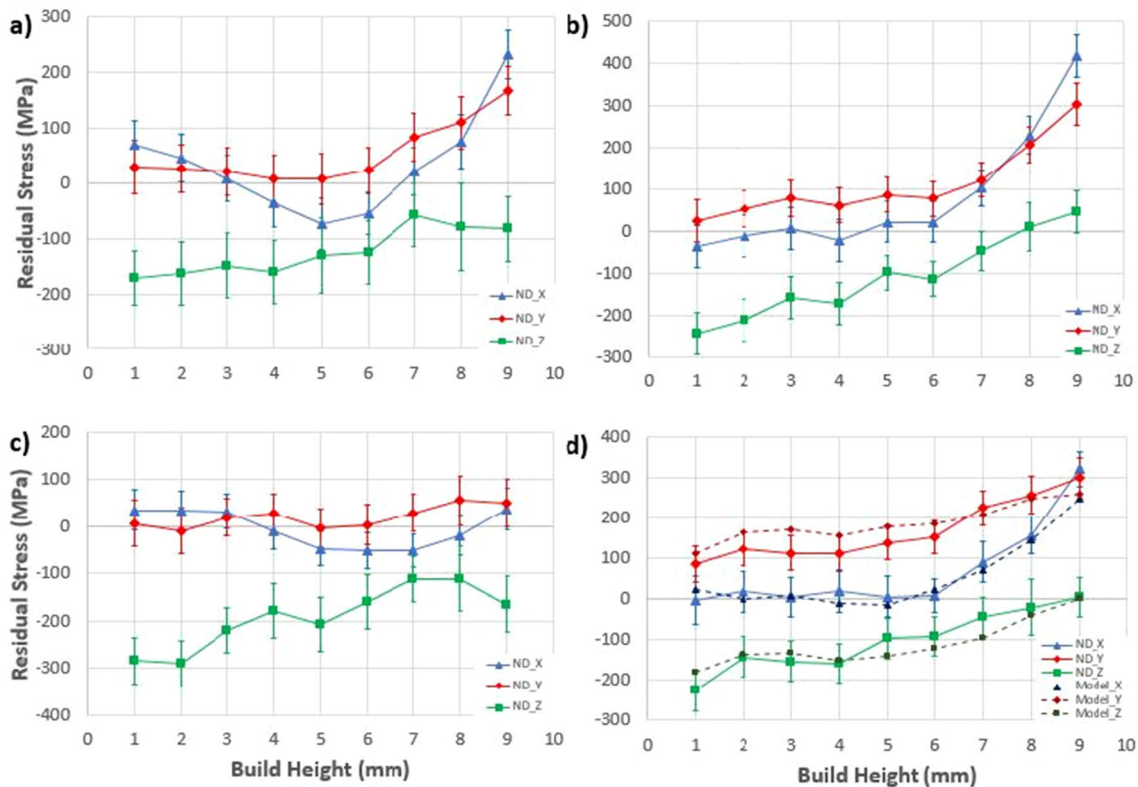 a)
Residual Stress (MPa)
300
200
100
0
-100
-200
-300
0 1 2 3 4 5 6 7 8 9 10
ND_X
ND_Y
ND_Z
b)
500
400
300
200
100
0
-100
-200
-300
0 1 2 3 4 5 6 7 8 9 10
ND_X
ND_Y
ND_Z
c)
Residual Stress (MPa)
200
100
0
-100
-200
-300
-400
0 1 2 3 4 5 6 7 8 9 10
Build Height (mm)
ND_X
ND_Y
ND_Z
d)
400
300
200
100
0
-100
-200
-300
0 1 2 3 4 5 6 7 8 9 10
Build Height (mm)
ND_X
ND_Y
ND_Z
Model_X
Model_Y
Model_Z